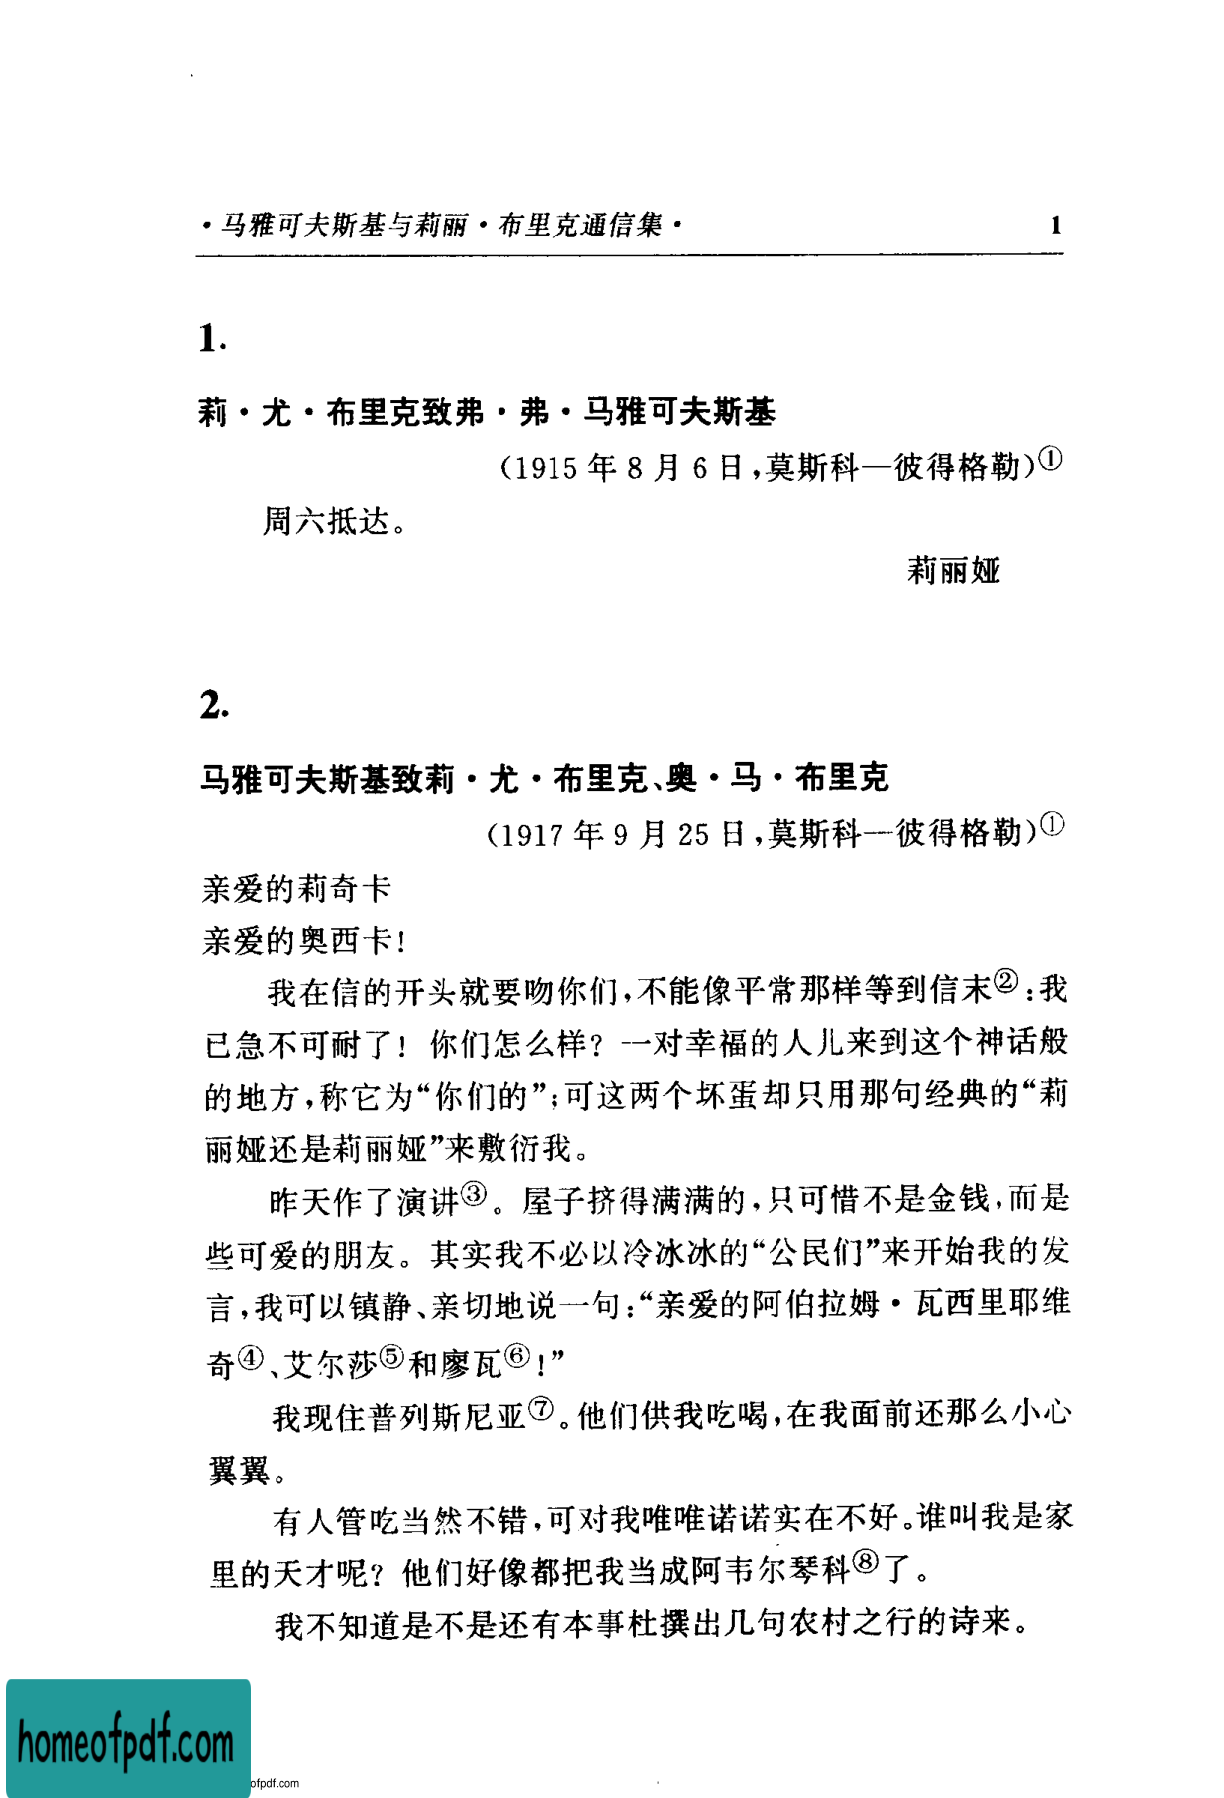 ·马雅可夫斯基与莉丽·布里克通信集· 1
1.
莉·尤·布里克致弗·弗·马雅可夫斯基
(1915年8月6日,莫斯科—彼得格勒)①
周六抵达。
莉丽娅
2.
马雅可夫斯基致莉·尤·布里克、奥·马·布里克
(1917年9月25日,莫斯科—彼得格勒)①
亲爱的莉奇卡
亲爱的奥西卡!
我在信的开头就要吻你们,不能像平常那样等到信末②:我
已急不可耐了! 你们怎么样? 一对幸福的人儿来到这个神话般
的地方,称它为“你们的”;可这两个坏蛋却只用那句经典的“莉
丽娅还是莉丽娅”来敷衍我。
昨天作了演讲③。屋子挤得满满的,只可惜不是金钱,而是
些可爱的朋友。其实我不必以冷冰冰的“公民们”来开始我的发
言,我可以镇静、亲切地说一句:“亲爱的阿伯拉姆·瓦西里耶维
奇④、艾尔莎⑤和廖瓦⑥!”
我现住普列斯尼亚⑦。他们供我吃喝,在我面前还那么小心
翼翼。
有人管吃当然不错,可对我唯唯诺诺实在不好。谁叫我是家
里的天才呢? 他们好像都把我当成阿韦尔琴科⑧了。
我不知道是不是还有本事杜撰出几句农村之行的诗来。
homeofpdf.com
ofpdf.com